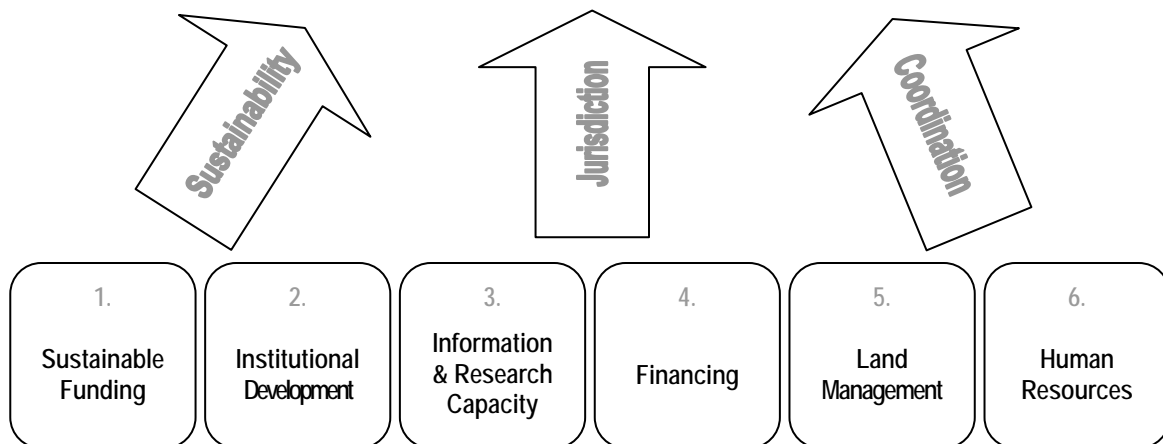 Sustainability
Jurisdiction
Coordination
1.
Sustainable
Funding
2.
Institutional
Development
3.
Information
& Research
Capacity
4.
Financing
5.
Land
Management
6.
Human
Resources